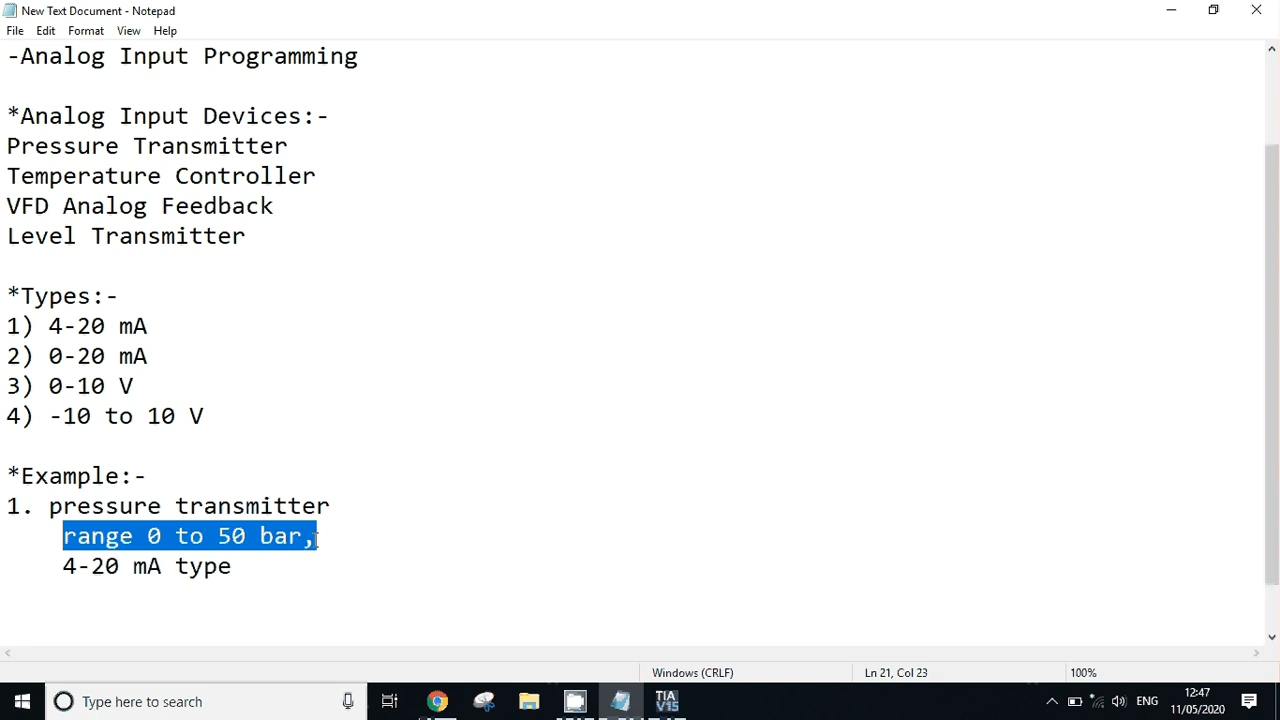 New Text Document - Notepad
File Edit Format View Help
-Analog Input Programming
*Analog Input Devices:-
Pressure Transmitter
Temperature Controller
VFD Analog Feedback
Level Transmitter
*Types:-
1) 4-20 mA
2) 0-20 mA
3) 0-10 V
4) -10 to 10 V
*Example:-
1. pressure transmitter
range 0 to 50 bar,
4-20 mA type
Windows (CRLF) Ln 21, Col 23 100%
Type here to search
TIA
V15
ENG
12:47
11/05/2020